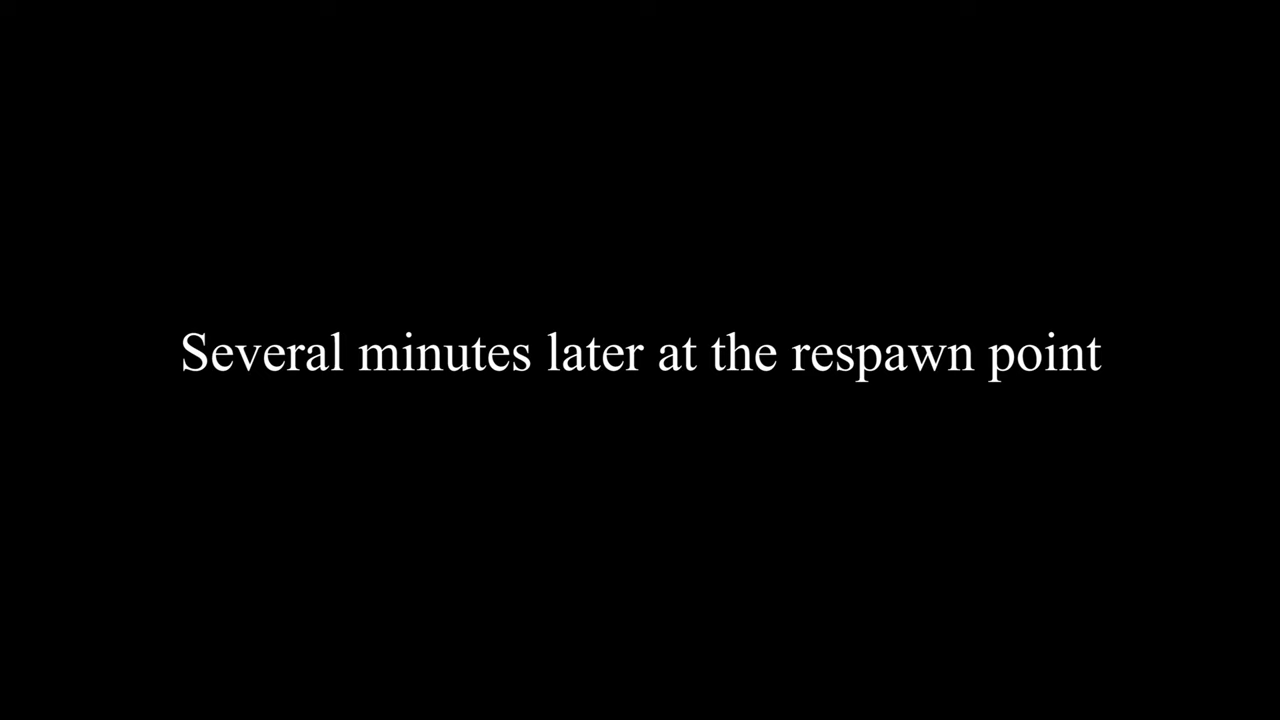 Several minutes later at the respawn point